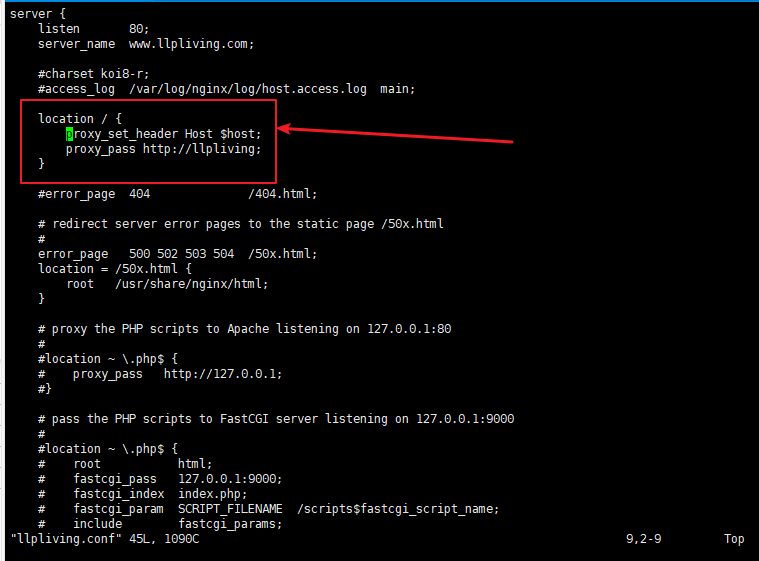 server {
    listen       80;
    server_name  www.llpliving.com;

    #charset koi8-r;
    #access_log  /var/log/nginx/log/host.access.log  main;

    location / {
        proxy_set_header Host $host;
        proxy_pass http://llpliving;
    }

    #error_page  404              /404.html;

    # redirect server error pages to the static page /50x.html
    #
    error_page   500 502 503 504  /50x.html;
    location = /50x.html {
        root   /usr/share/nginx/html;
    }

    # proxy the PHP scripts to Apache listening on 127.0.0.1:80
    #
    #location ~ \.php$ {
    #    proxy_pass   http://127.0.0.1;
    #}

    # pass the PHP scripts to FastCGI server listening on 127.0.0.1:9000
    #
    #location ~ \.php$ {
    #    root           html;
    #    fastcgi_pass   127.0.0.1:9000;
    #    fastcgi_index  index.php;
    #    fastcgi_param  SCRIPT_FILENAME  /scripts$fastcgi_script_name;
    #    include        fastcgi_params;
"llpliving.conf" 45L, 1090C                                        9,2-9         Top